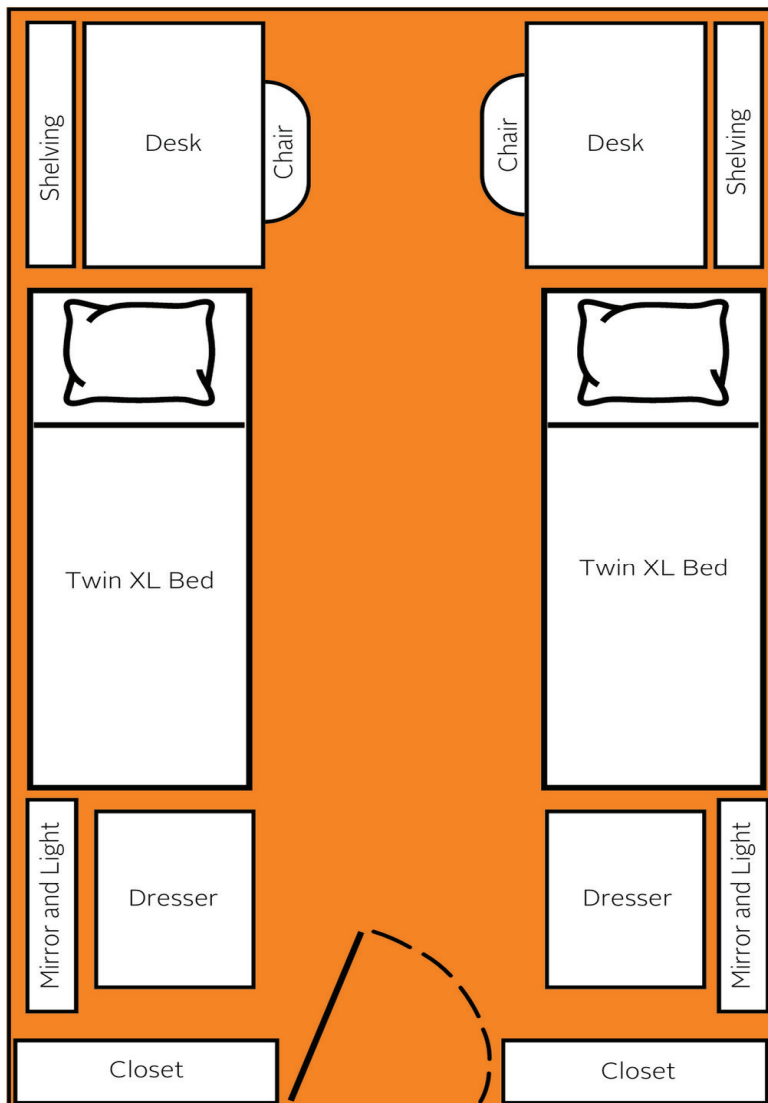 Shelving
Desk
Chair
Chair
Desk
Shelving
Twin XL Bed
Twin XL Bed
Mirror and Light
Dresser
Dresser
Mirror and Light
Closet
Closet